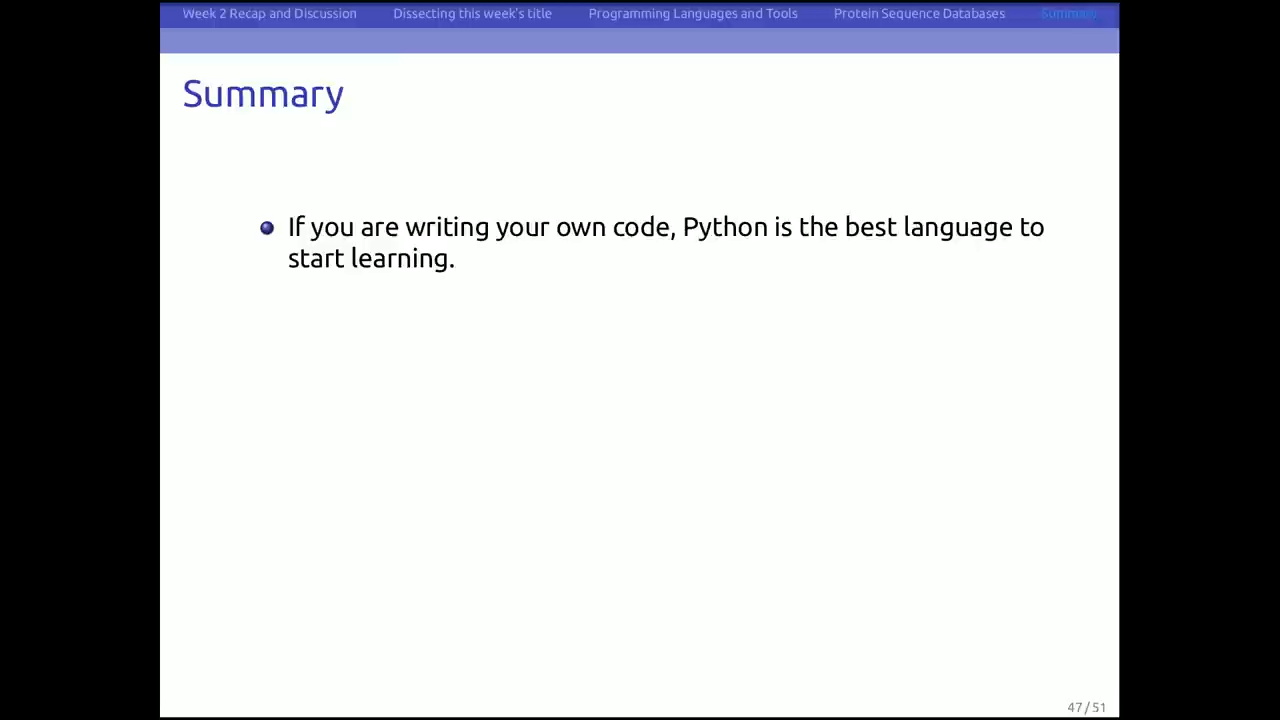 Week 2 Recap and Discussion Dissecting this week's title Programming Languages and Tools Protein Sequence Databases Summary
Summary
If you are writing your own code, Python is the best language to
start learning.
47/51